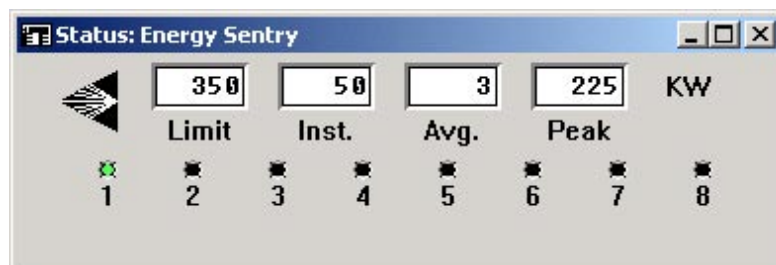 Status: Energy Sentry
350 50 3 225 KW
Limit Inst. Avg. Peak
1 2 3 4 5 6 7 8